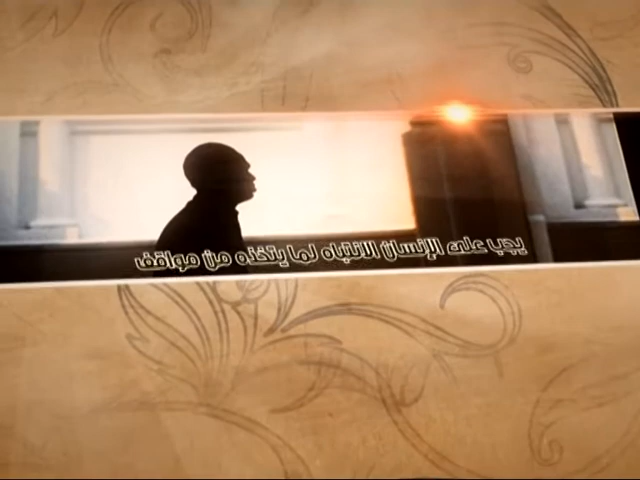 يجب على الإنسان الانتباه لما يتخذه من مواقف